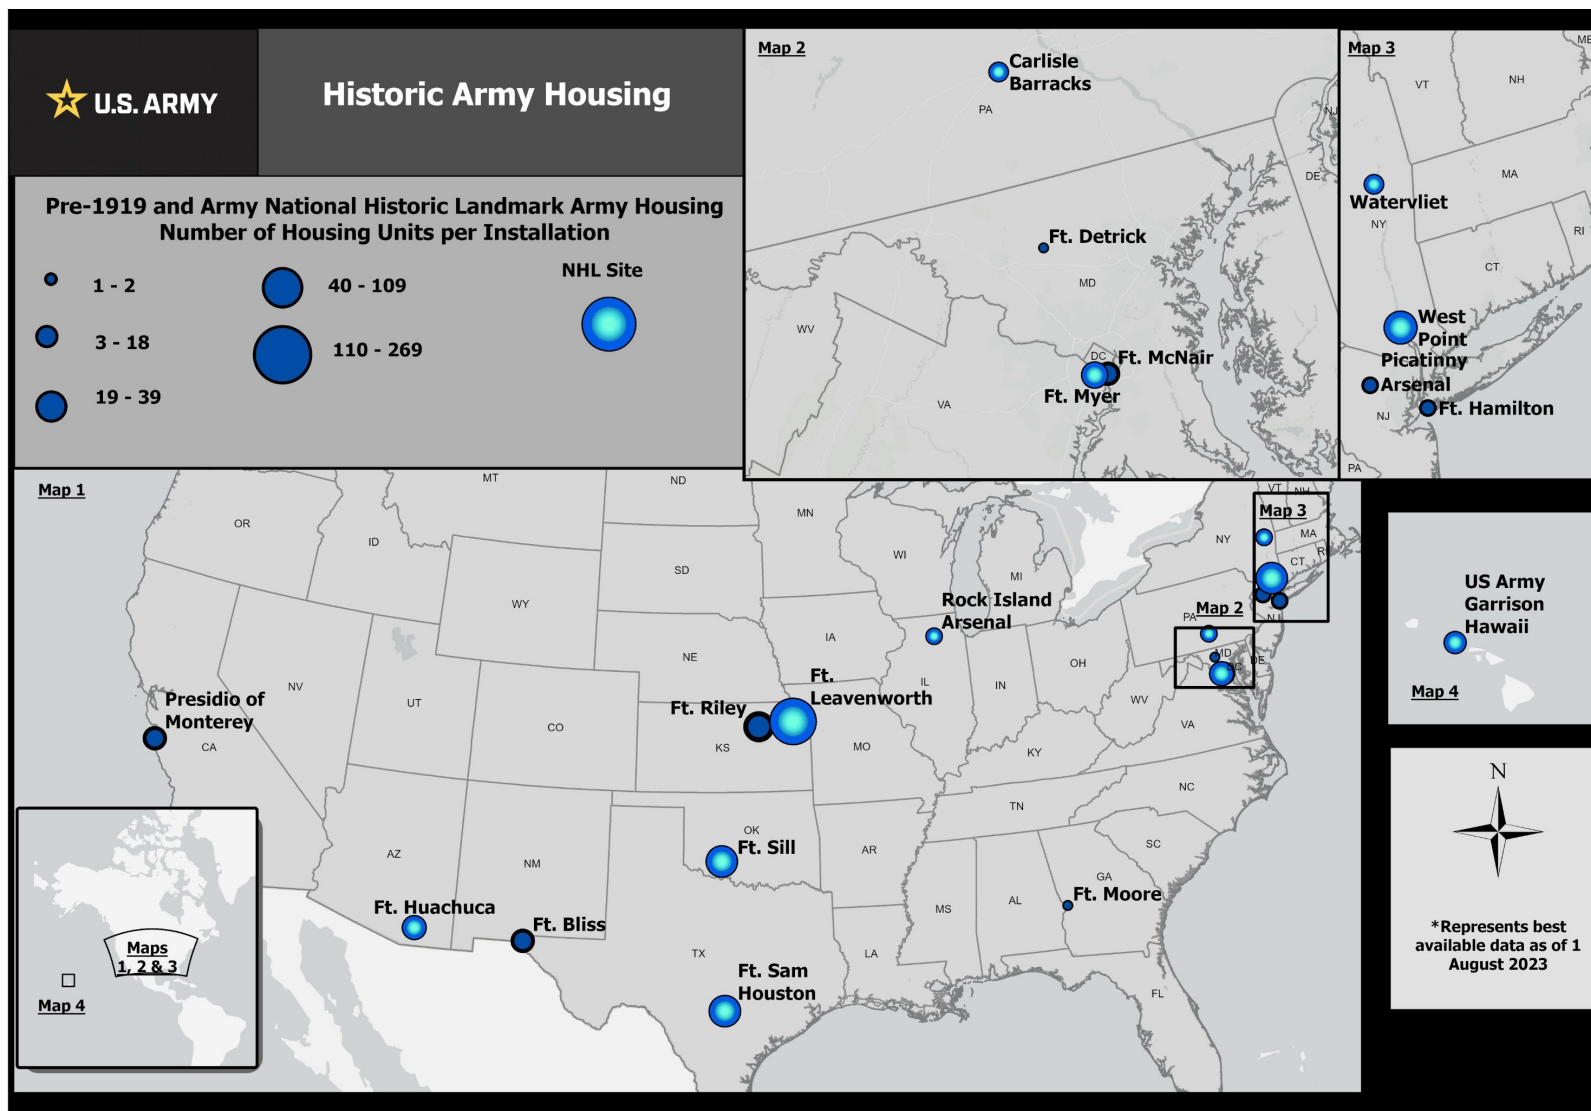 U.S. ARMY
Historic Army Housing
Pre-1919 and Army National Historic Landmark Army Housing
Number of Housing Units per Installation
1 - 2
3 - 18
19 - 39
40 - 109
110 - 269
NHL Site
Map 2
Carlisle
Barracks
PA
NJ
DE
Ft. Detrick
MD
WV
DC
Ft. McNair
Ft. Myer
VA
Map 3
ME
VT
NH
Watervliet
MA
NY
RI
CT
West
Point
Picatinny
Arsenal
Ft. Hamilton
NJ
PA
Map 1
MT
ND
MN
OR
ID
SD
WI
MI
WY
NE
IA
Rock Island
Arsenal
NY
VT
NH
Map 3
MA
CT
RI
PA
Map 2
NJ
MD
DE
DC
OH
IN
IL
WV
VA
KY
NV
UT
CO
Presidio of
Monterey
CA
Ft. Riley
KS
Ft.
Leavenworth
MO
NC
TN
SC
AZ
NM
OK
Ft. Sill
AR
GA
Ft. Moore
AL
MS
Ft. Huachuca
Ft. Bliss
TX
LA
Ft. Sam
Houston
FL
Maps
1, 2 & 3
Map 4
US Army
Garrison
Hawaii
Map 4
N
*Represents best
available data as of 1
August 2023